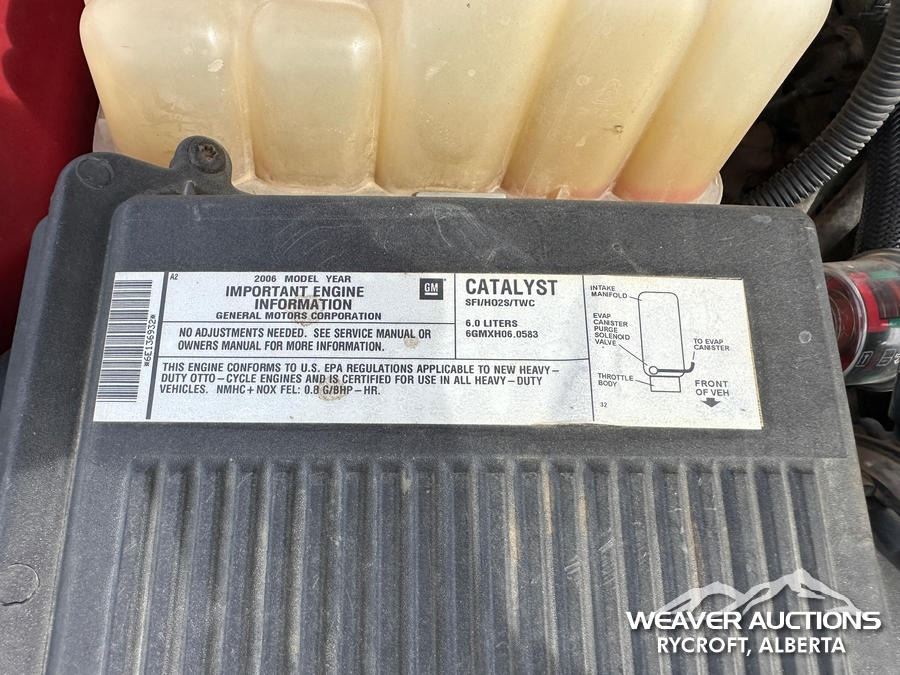 *6E136932*
A2
2006 MODEL YEAR
IMPORTANT ENGINE
INFORMATION
GENERAL MOTORS CORPORATION
GM
NO ADJUSTMENTS NEEDED. SEE SERVICE MANUAL OR
OWNERS MANUAL FOR MORE INFORMATION.
CATALYST
SFI/HO2S/TWC
6.0 LITERS
6GMXH06.0583
THIS ENGINE CONFORMS TO U.S. EPA REGULATIONS APPLICABLE TO NEW HEAVY-
DUTY OTTO-CYCLE ENGINES AND IS CERTIFIED FOR USE IN ALL HEAVY-DUTY
VEHICLES. NMHC+NOX FEL: 0.8 G/BHP-HR.
INTAKE
MANIFOLD
EVAP
CANISTER
PURGE
SOLENOID
VALVE
TO EVAP
CANISTER
THROTTLE
BODY
FRONT
OF VEH
32
WEAVER AUCTIONS
RYCROFT, ALBERTA